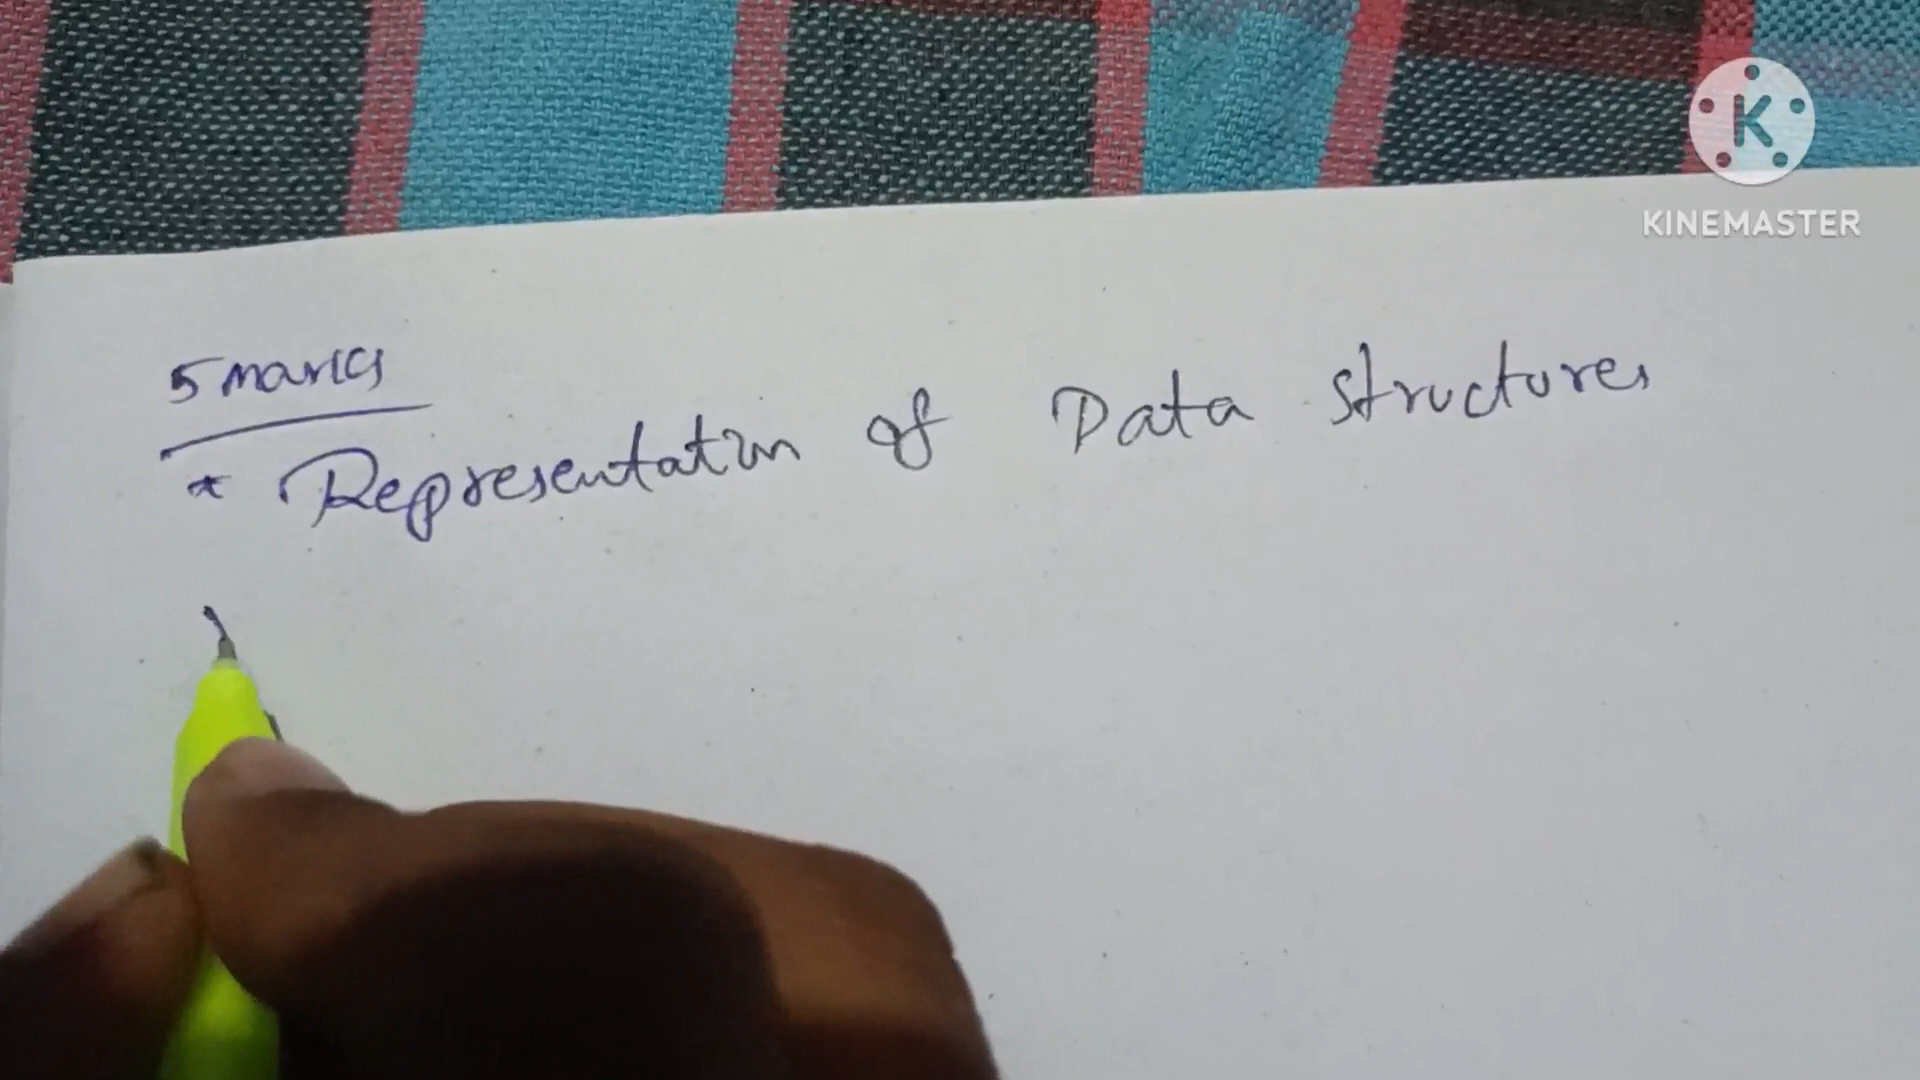 5 marks
* Representation of Data structures
K
KINEMASTER